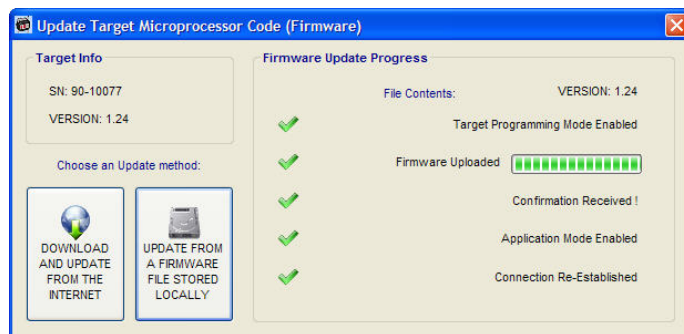 Update Target Microprocessor Code (Firmware)
Target Info
SN: 90-10077
VERSION: 1.24
Choose an Update method:
DOWNLOAD
AND UPDATE
FROM THE
INTERNET
UPDATE FROM
A FIRMWARE
FILE STORED
LOCALLY
Firmware Update Progress
File Contents: VERSION: 1.24
Target Programming Mode Enabled
Firmware Uploaded
Confirmation Received !
Application Mode Enabled
Connection Re-Established